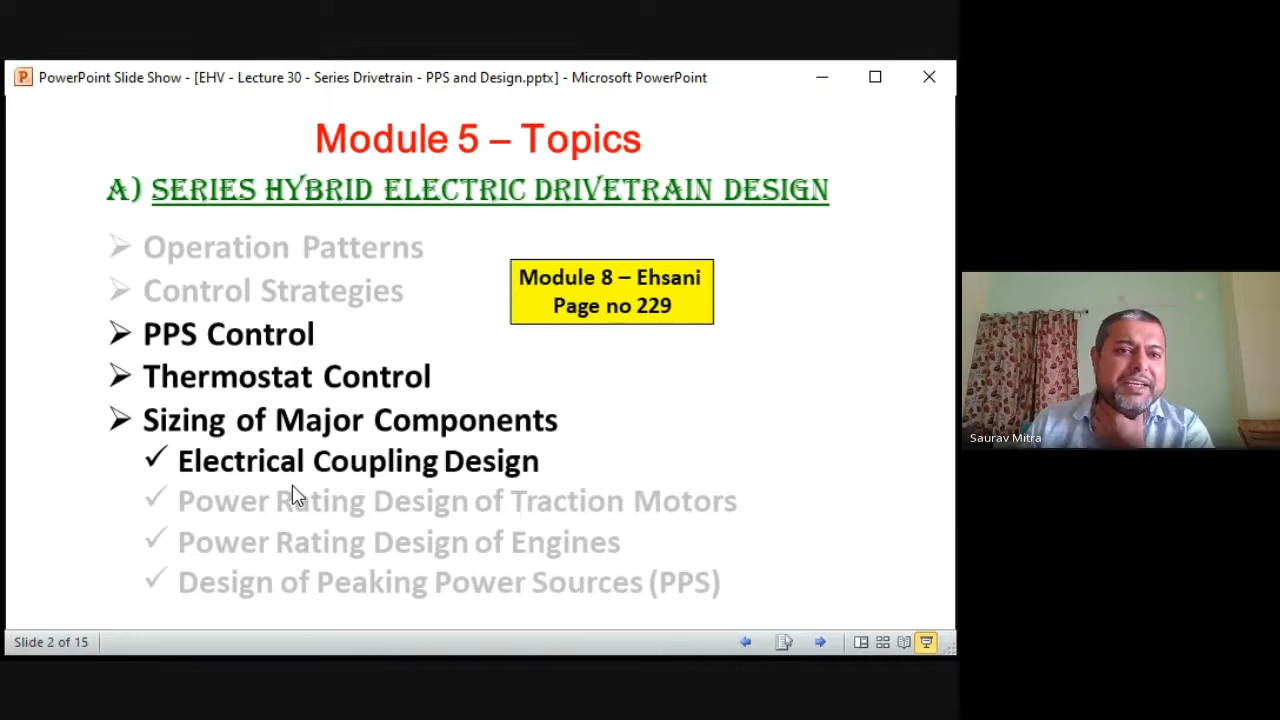 PowerPoint Slide Show - [EHV - Lecture 30 - Series Drivetrain - PPS and Design.pptx] - Microsoft PowerPoint
Module 5 – Topics
A) SERIES HYBRID ELECTRIC DRIVETRAIN DESIGN
Operation Patterns
Control Strategies
Module 8 – Ehsani
Page no 229
PPS Control
Thermostat Control
Sizing of Major Components
Electrical Coupling Design
Power Rating Design of Traction Motors
Power Rating Design of Engines
Design of Peaking Power Sources (PPS)
Slide 2 of 15
Saurav Mitra